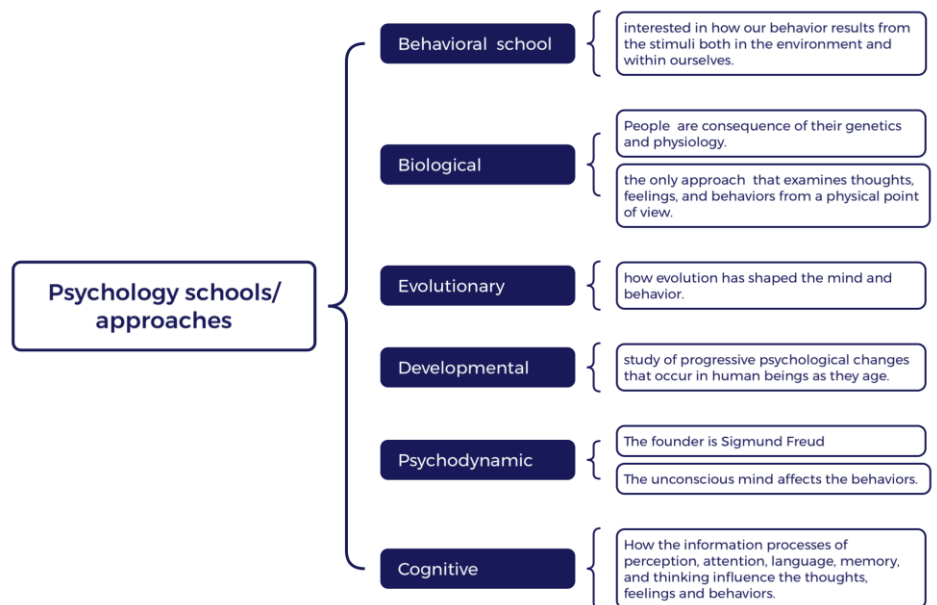 Psychology schools/
approaches
Behavioral school
interested in how our behavior results from
the stimuli both in the environment and
within ourselves.
Biological
People are consequence of their genetics
and physiology.
the only approach that examines thoughts,
feelings, and behaviors from a physical point
of view.
Evolutionary
how evolution has shaped the mind and
behavior.
Developmental
study of progressive psychological changes
that occur in human beings as they age.
Psychodynamic
The founder is Sigmund Freud
The unconscious mind affects the behaviors.
Cognitive
How the information processes of
perception, attention, language, memory,
and thinking influence the thoughts,
feelings and behaviors.